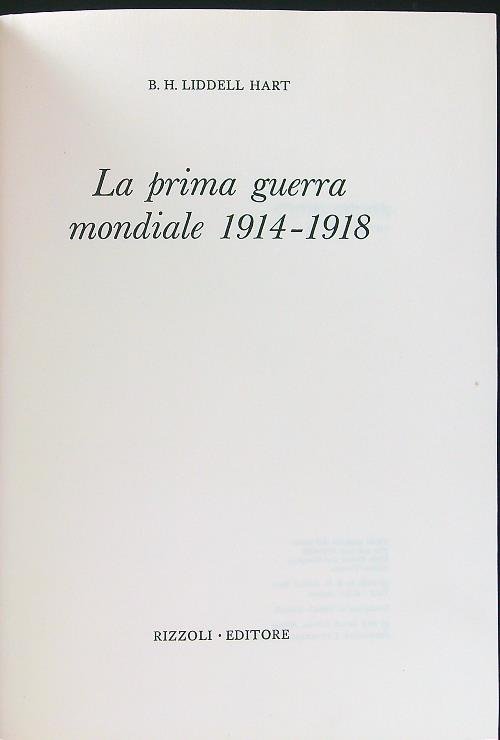 B. H. LIDDELL HART
La prima guerra
mondiale 1914-1918
RIZZOLI · EDITORE